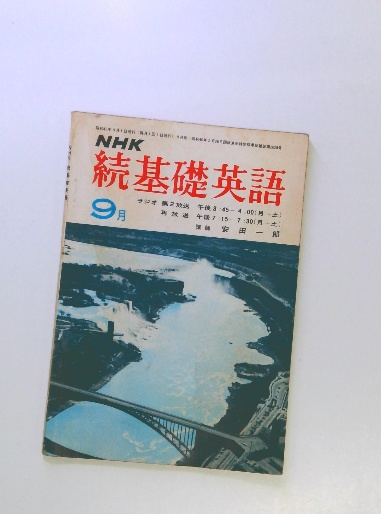 NHK
続基礎英語
9月
ラジオ 第2放送 午後3:45-4:00(月-土)
再放送 午後7:15-7:30(月-土)
講師 安田一郎